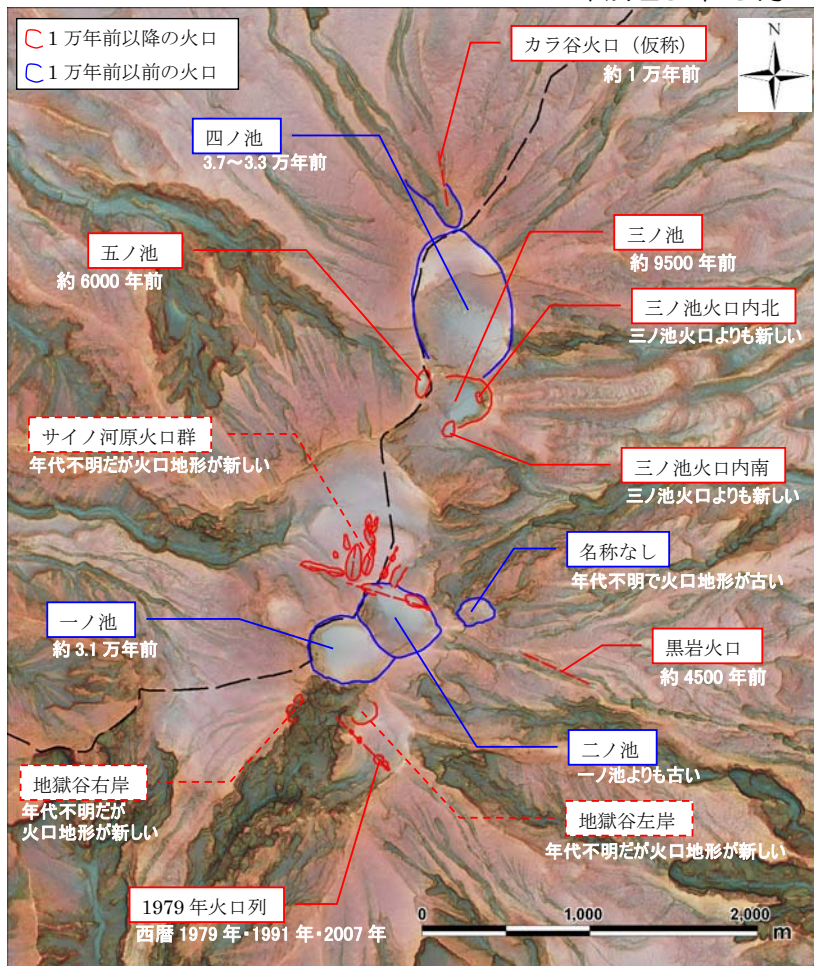 1 万年前以降の火口
1 万年前以前の火口
カラ谷火口（仮称）
約 1 万年前
N
四ノ池
3.7～3.3 万年前
三ノ池
約 9500 年前
五ノ池
約 6000 年前
三ノ池火口内北
三ノ池火口よりも新しい
サイノ河原火口群
年代不明だが火口地形が新しい
三ノ池火口内南
三ノ池火口よりも新しい
名称なし
年代不明で火口地形が古い
一ノ池
約 3.1 万年前
黒岩火口
約 4500 年前
二ノ池
一ノ池よりも古い
地獄谷右岸
年代不明だが
火口地形が新しい
地獄谷左岸
年代不明だが火口地形が新しい
1979 年火口列
西暦 1979 年・1991 年・2007 年
0 1,000 2,000
m